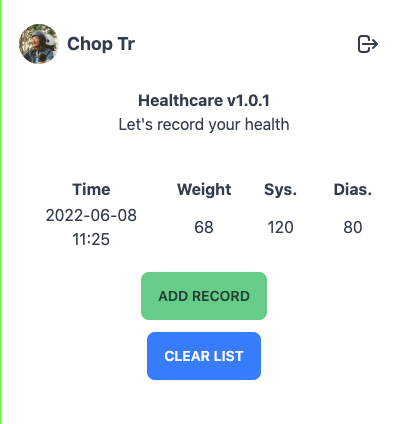 Chop Tr
Healthcare v1.0.1
Let's record your health
Time Weight Sys. Dias.
2022-06-08
11:25 68 120 80
ADD RECORD
CLEAR LIST